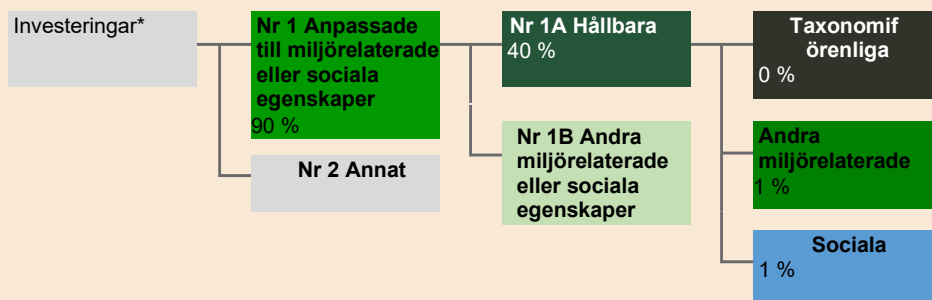 Investeringar*
Nr 1 Anpassade
till miljörelaterade
eller sociala
egenskaper
90 %
Nr 2 Annat
Nr 1A Hållbara
40 %
Nr 1B Andra
miljörelaterade
eller sociala
egenskaper
Taxonomif
örenliga
0 %
Andra
miljörelaterade
1 %
Sociala
1 %